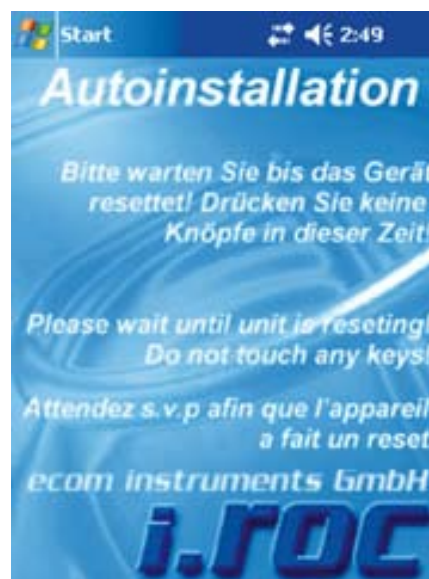 Start 2:49
Autoinstallation
Bitte warten Sie bis das Gerät
resettet! Drücken Sie keine
Knöpfe in dieser Zeit!
Please wait until unit is reseting!
Do not touch any keys!
Attendez s.v.p afin que l'appareil
a fait un reset
ecom instruments GmbH
i.roc